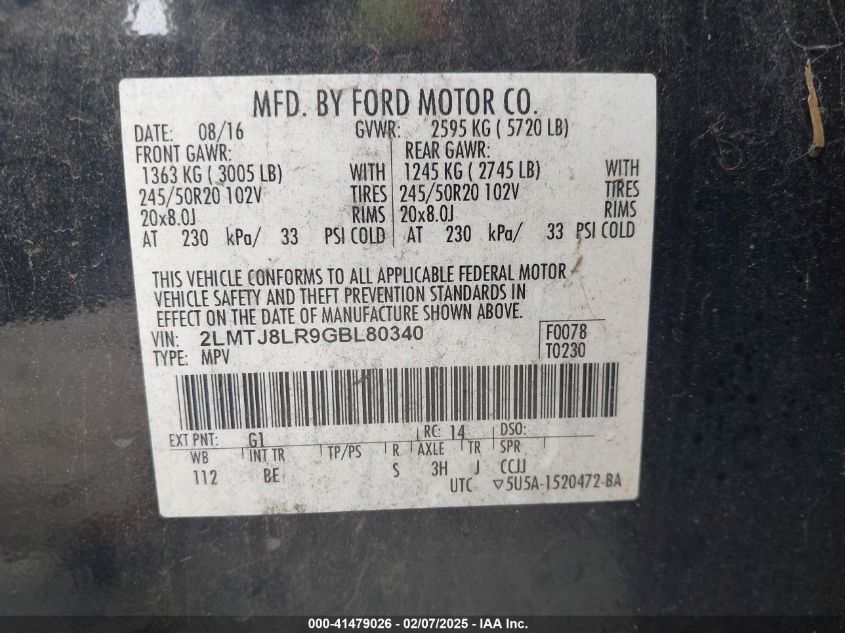 MFD. BY FORD MOTOR CO.
DATE: 08/16 GVWR: 2595 KG ( 5720 LB)
FRONT GAWR: REAR GAWR:
1363 KG ( 3005 LB) WITH 1245 KG ( 2745 LB) WITH
245/50R20 102V TIRES 245/50R20 102V TIRES
20x8.0J RIMS 20x8.0J RIMS
AT 230 kPa/ 33 PSI COLD AT 230 kPa/ 33 PSI COLD
THIS VEHICLE CONFORMS TO ALL APPLICABLE FEDERAL MOTOR
VEHICLE SAFETY AND THEFT PREVENTION STANDARDS IN
EFFECT ON THE DATE OF MANUFACTURE SHOWN ABOVE.
VIN: 2LMTJ8LR9GBL80340 F0078
TYPE: MPV T0230
EXT PNT: G1 RC: 14 DSO:
WB INT TR TP/PS R AXLE TR SPR
112 BE S 3H J CCJJ
UTC ▽5U5A-1520472-BA
000-41479026 - 02/07/2025 - IAA Inc.